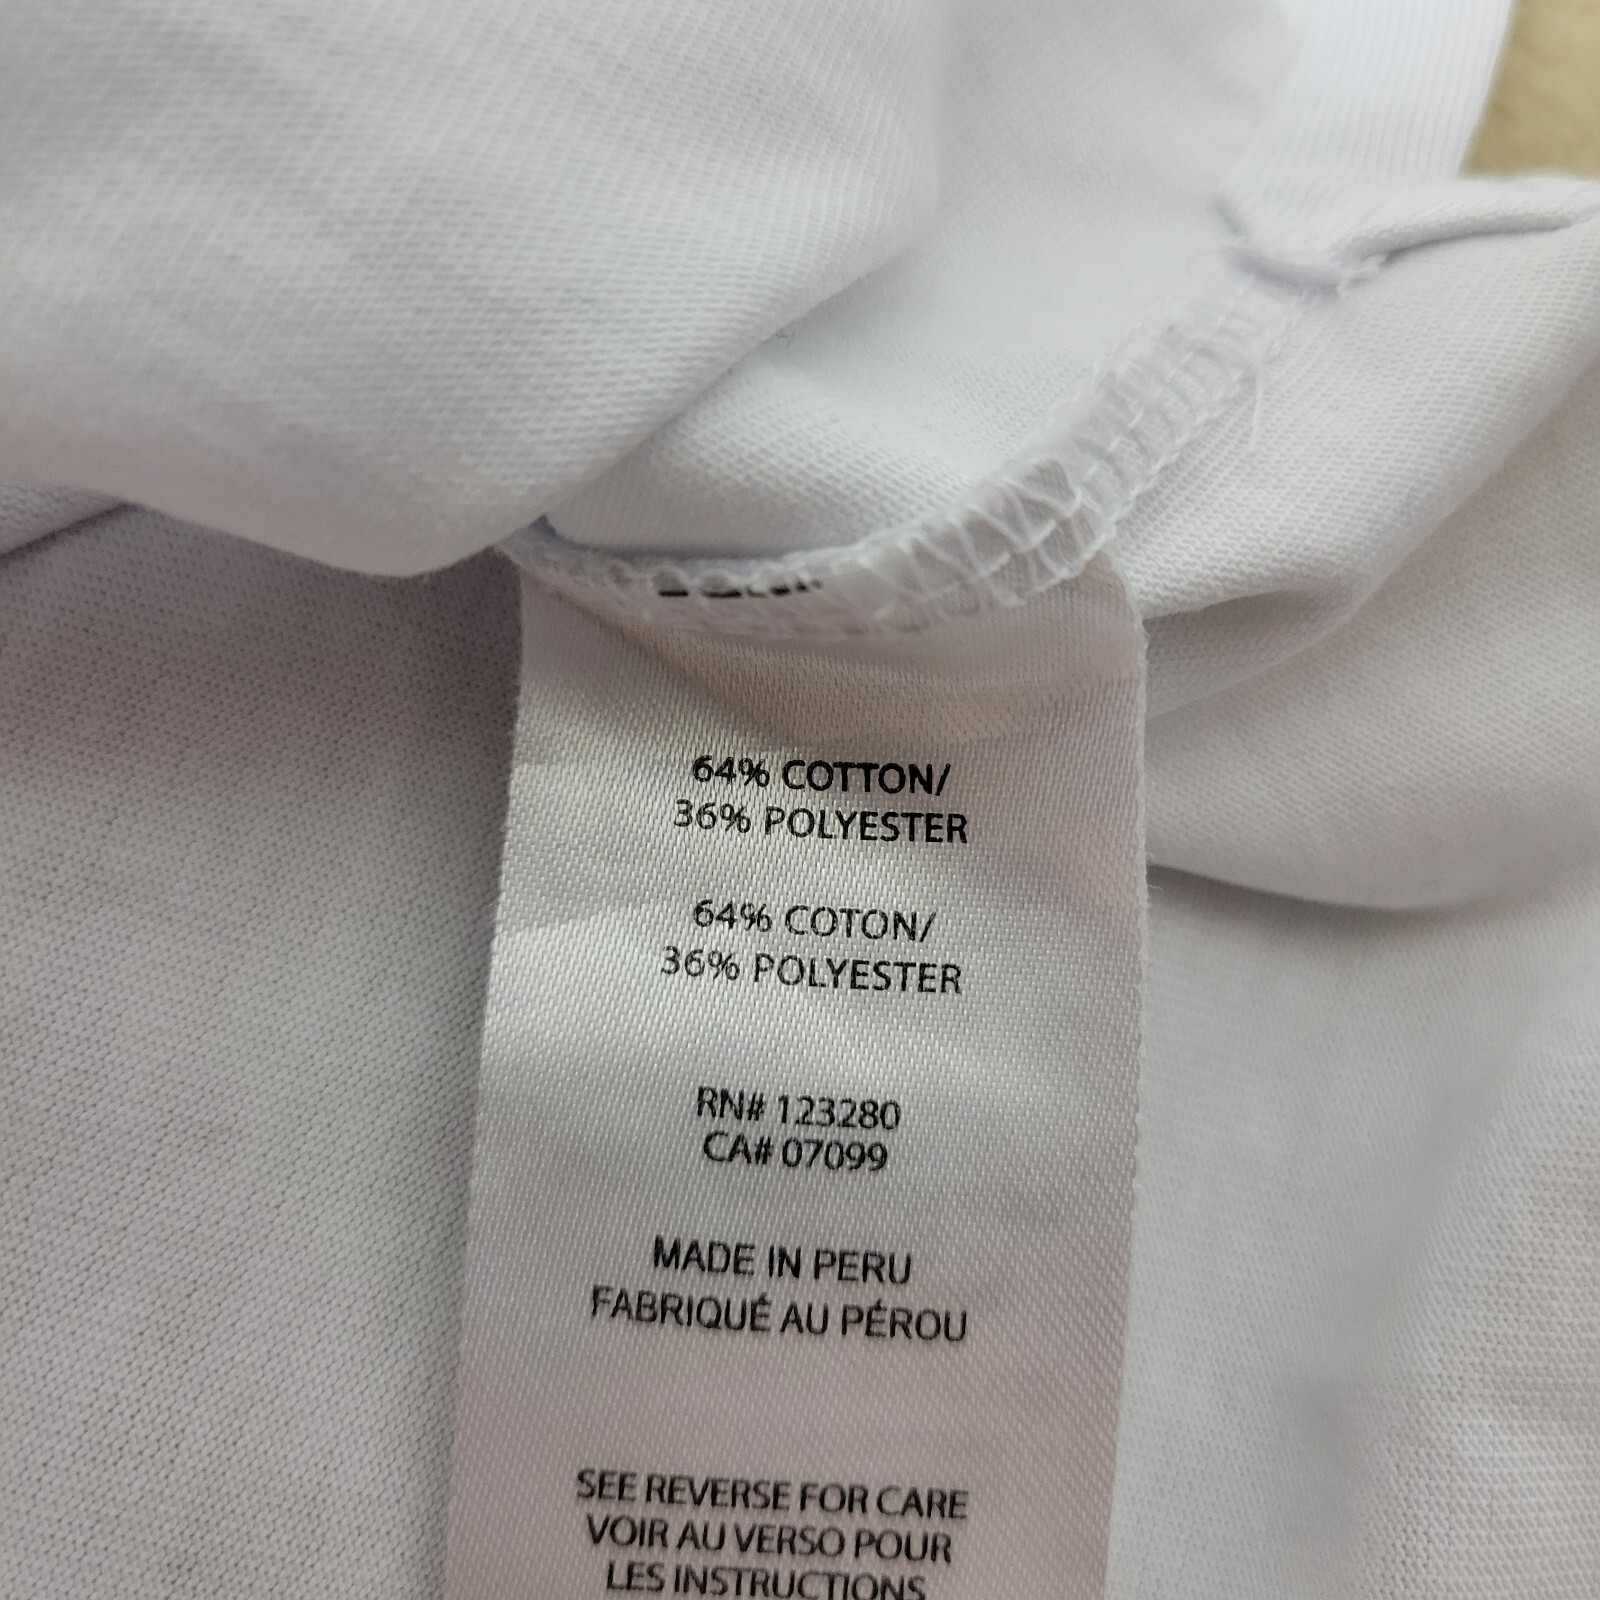 64% COTTON/
36% POLYESTER
64% COTON/
36% POLYESTER
RN# 123280
CA# 07099
MADE IN PERU
FABRIQUÉ AU PÉROU
SEE REVERSE FOR CARE
VOIR AU VERSO POUR
LES INSTRUCTIONS